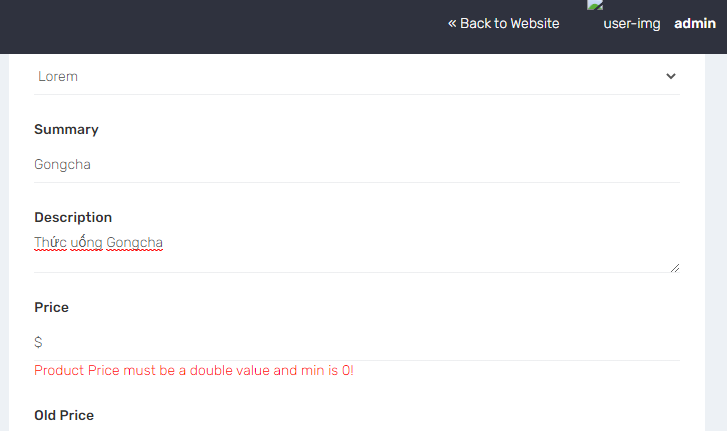 « Back to Website
user-img
admin
Lorem
Summary
Gongcha
Description
Thức uống Gongcha
Price
$
Product Price must be a double value and min is 0!
Old Price